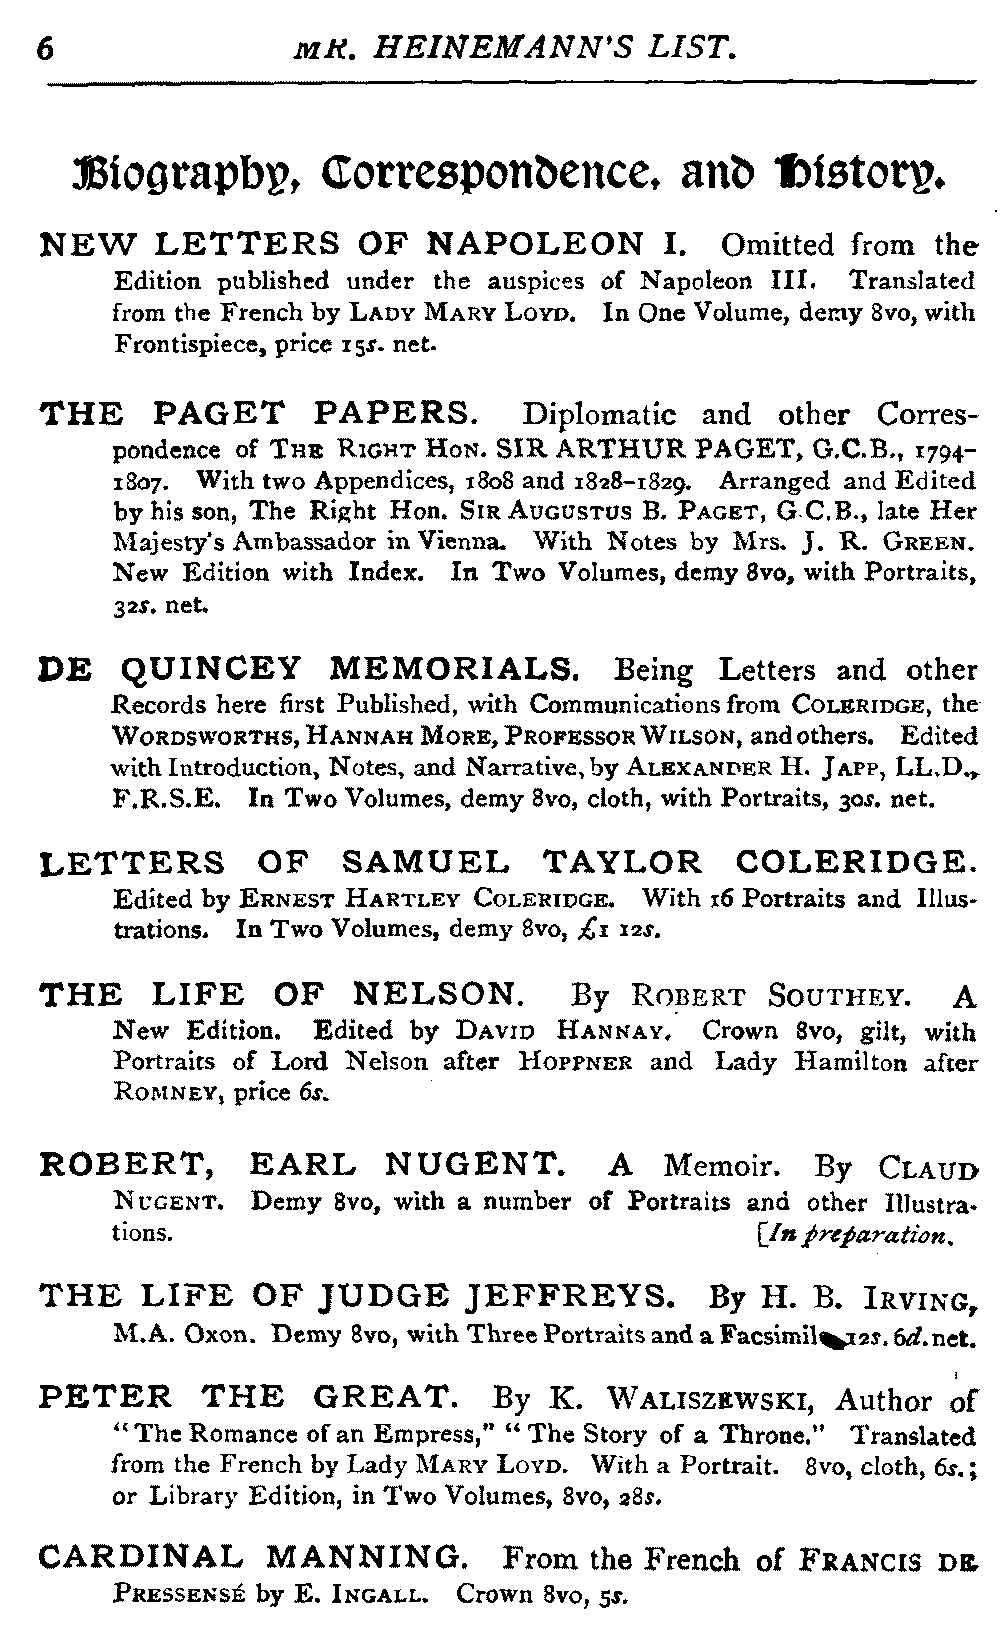 6 MR. HEINEMANN'S LIST.
Biography, Correspondence, and History.
NEW LETTERS OF NAPOLEON I. Omitted from the
Edition published under the auspices of Napoleon III. Translated
from the French by LADY MARY LOYD. In One Volume, demy 8vo, with
Frontispiece, price 15s. net.
THE PAGET PAPERS. Diplomatic and other Corres-
pondence of THE RIGHT HON. SIR ARTHUR PAGET, G.C.B., 1794-
1807. With two Appendices, 1808 and 1828-1829. Arranged and Edited
by his son, The Right Hon. SIR AUGUSTUS B. PAGET, G.C.B., late Her
Majesty's Ambassador in Vienna. With Notes by Mrs. J. R. GREEN.
New Edition with Index. In Two Volumes, demy 8vo, with Portraits,
32s. net.
DE QUINCEY MEMORIALS. Being Letters and other
Records here first Published, with Communications from COLERIDGE, the
WORDSWORTHS, HANNAH MORE, PROFESSOR WILSON, and others. Edited
with Introduction, Notes, and Narrative, by ALEXANDER H. JAPP, LL.D.,
F.R.S.E. In Two Volumes, demy 8vo, cloth, with Portraits, 30s. net.
LETTERS OF SAMUEL TAYLOR COLERIDGE.
Edited by ERNEST HARTLEY COLERIDGE. With 16 Portraits and Illus-
trations. In Two Volumes, demy 8vo, £1 12s.
THE LIFE OF NELSON. By ROBERT SOUTHEY. A
New Edition. Edited by DAVID HANNAY. Crown 8vo, gilt, with
Portraits of Lord Nelson after HOPPNER and Lady Hamilton after
ROMNEY, price 6s.
ROBERT, EARL NUGENT. A Memoir. By CLAUD
NUGENT. Demy 8vo, with a number of Portraits and other Illustra-
tions. [In preparation.
THE LIFE OF JUDGE JEFFREYS. By H. B. IRVING,
M.A. Oxon. Demy 8vo, with Three Portraits and a Facsimile, 12s. 6d. net.
PETER THE GREAT. By K. WALISZEWSKI, Author of
"The Romance of an Empress," "The Story of a Throne." Translated
from the French by Lady MARY LOYD. With a Portrait. 8vo, cloth, 6s.;
or Library Edition, in Two Volumes, 8vo, 28s.
CARDINAL MANNING. From the French of FRANCIS DE
PRESSENSÉ by E. INGALL. Crown 8vo, 5s.